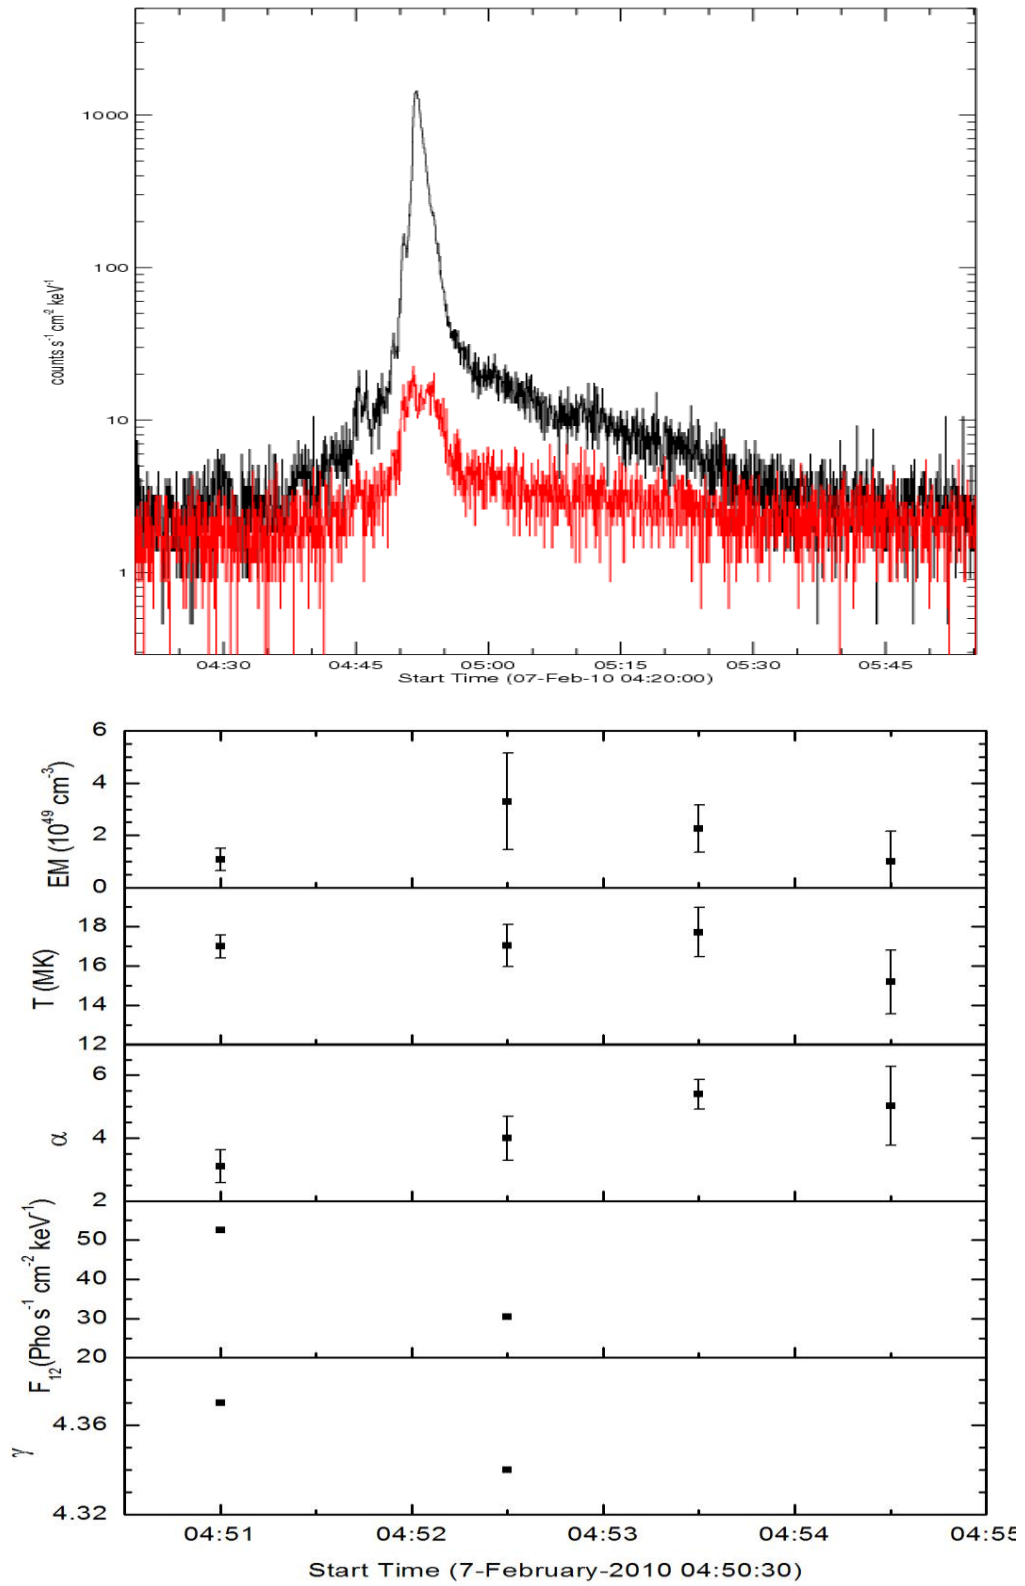 1000
100
10
1
counts s⁻¹ cm⁻² keV⁻¹
04:30 04:45 05:00 05:15 05:30 05:45
Start Time (07-Feb-10 04:20:00)
6
4
2
0
EM (10⁴⁹ cm⁻³)
18
16
14
12
T (MK)
6
4
2
α
50
40
30
20
F₁₂(Pho s⁻¹ cm⁻² keV⁻¹)
4.36
4.32
γ
04:51 04:52 04:53 04:54 04:55
Start Time (7-February-2010 04:50:30)